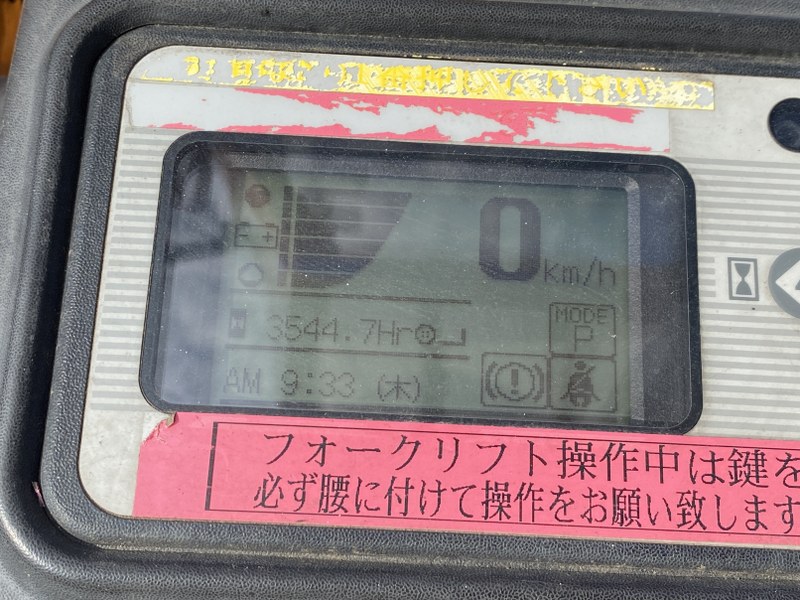 0 km/h
3544.7Hr
MODE
P
AM 9:33 (木)
フォークリフト操作中は鍵を
必ず腰に付けて操作をお願い致します